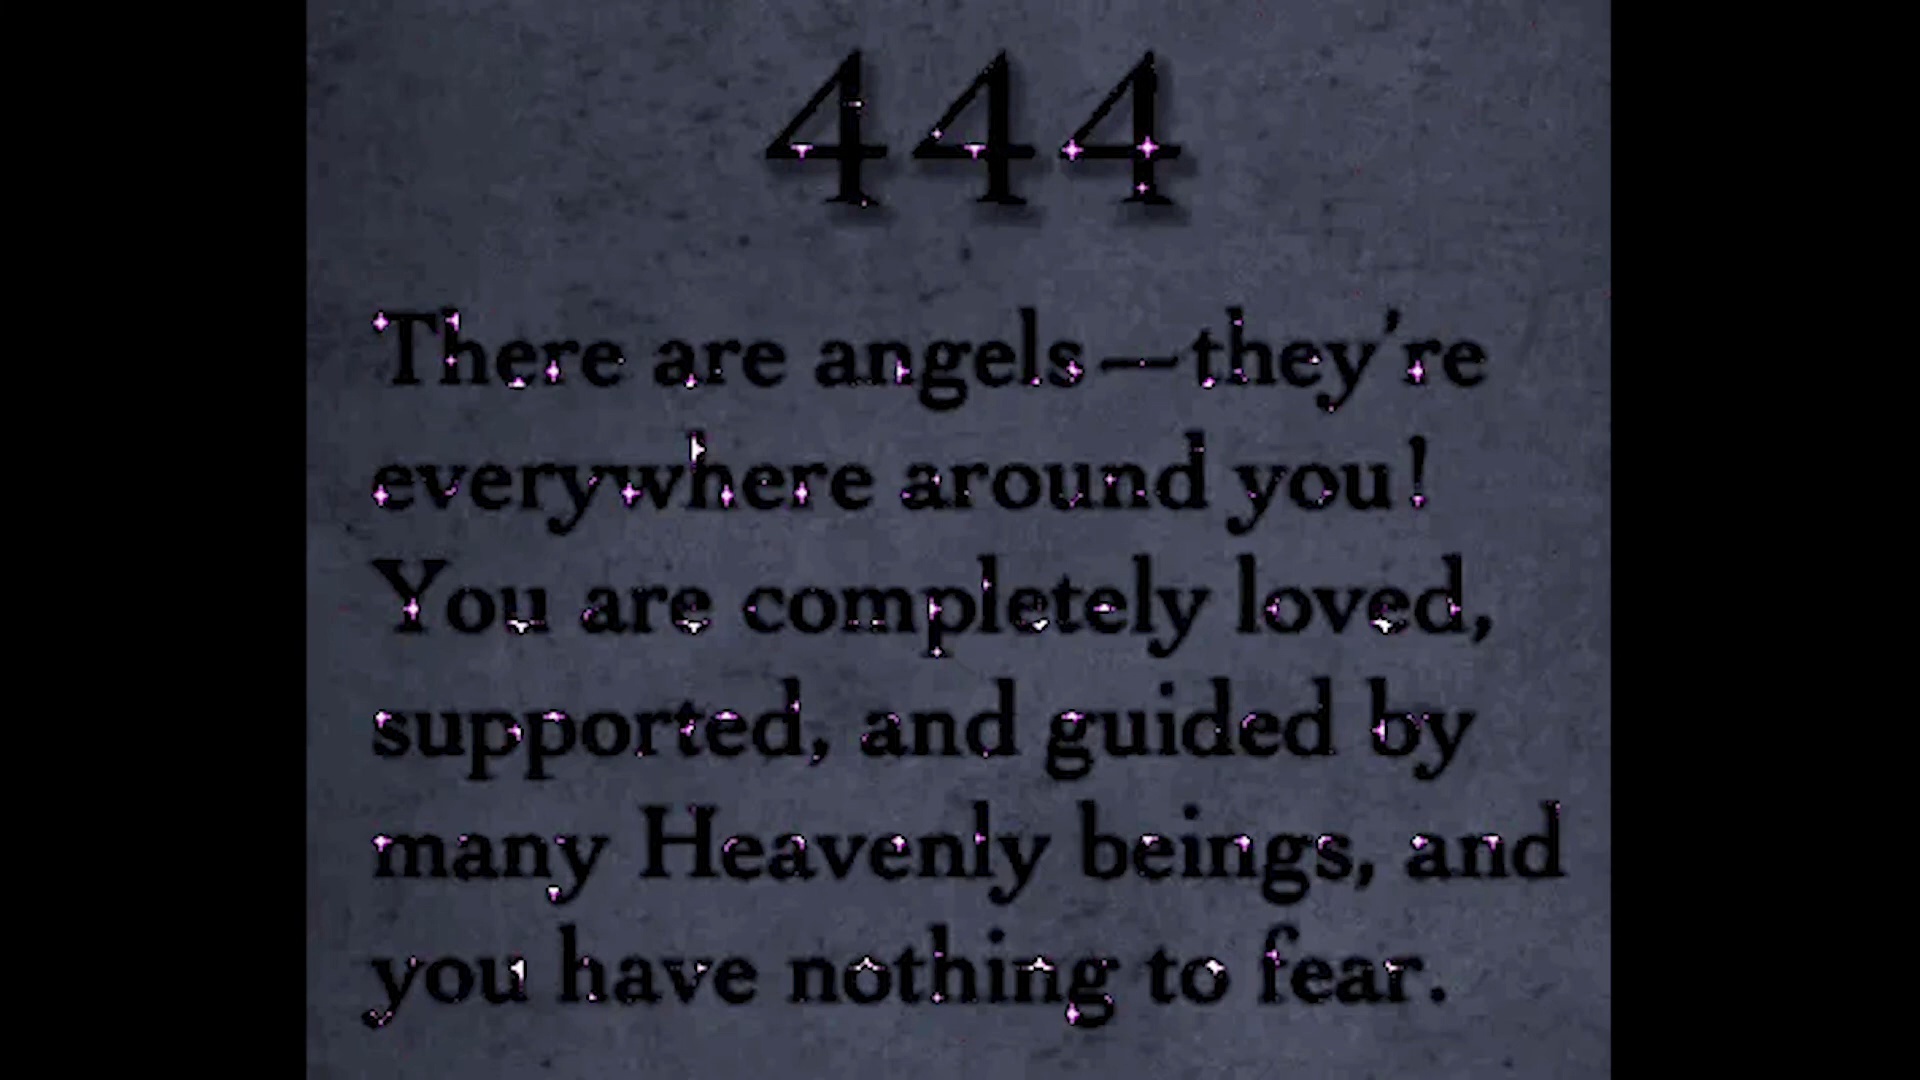 444
There are angels—they're
everywhere around you!
You are completely loved,
supported, and guided by
many Heavenly beings, and
you have nothing to fear.